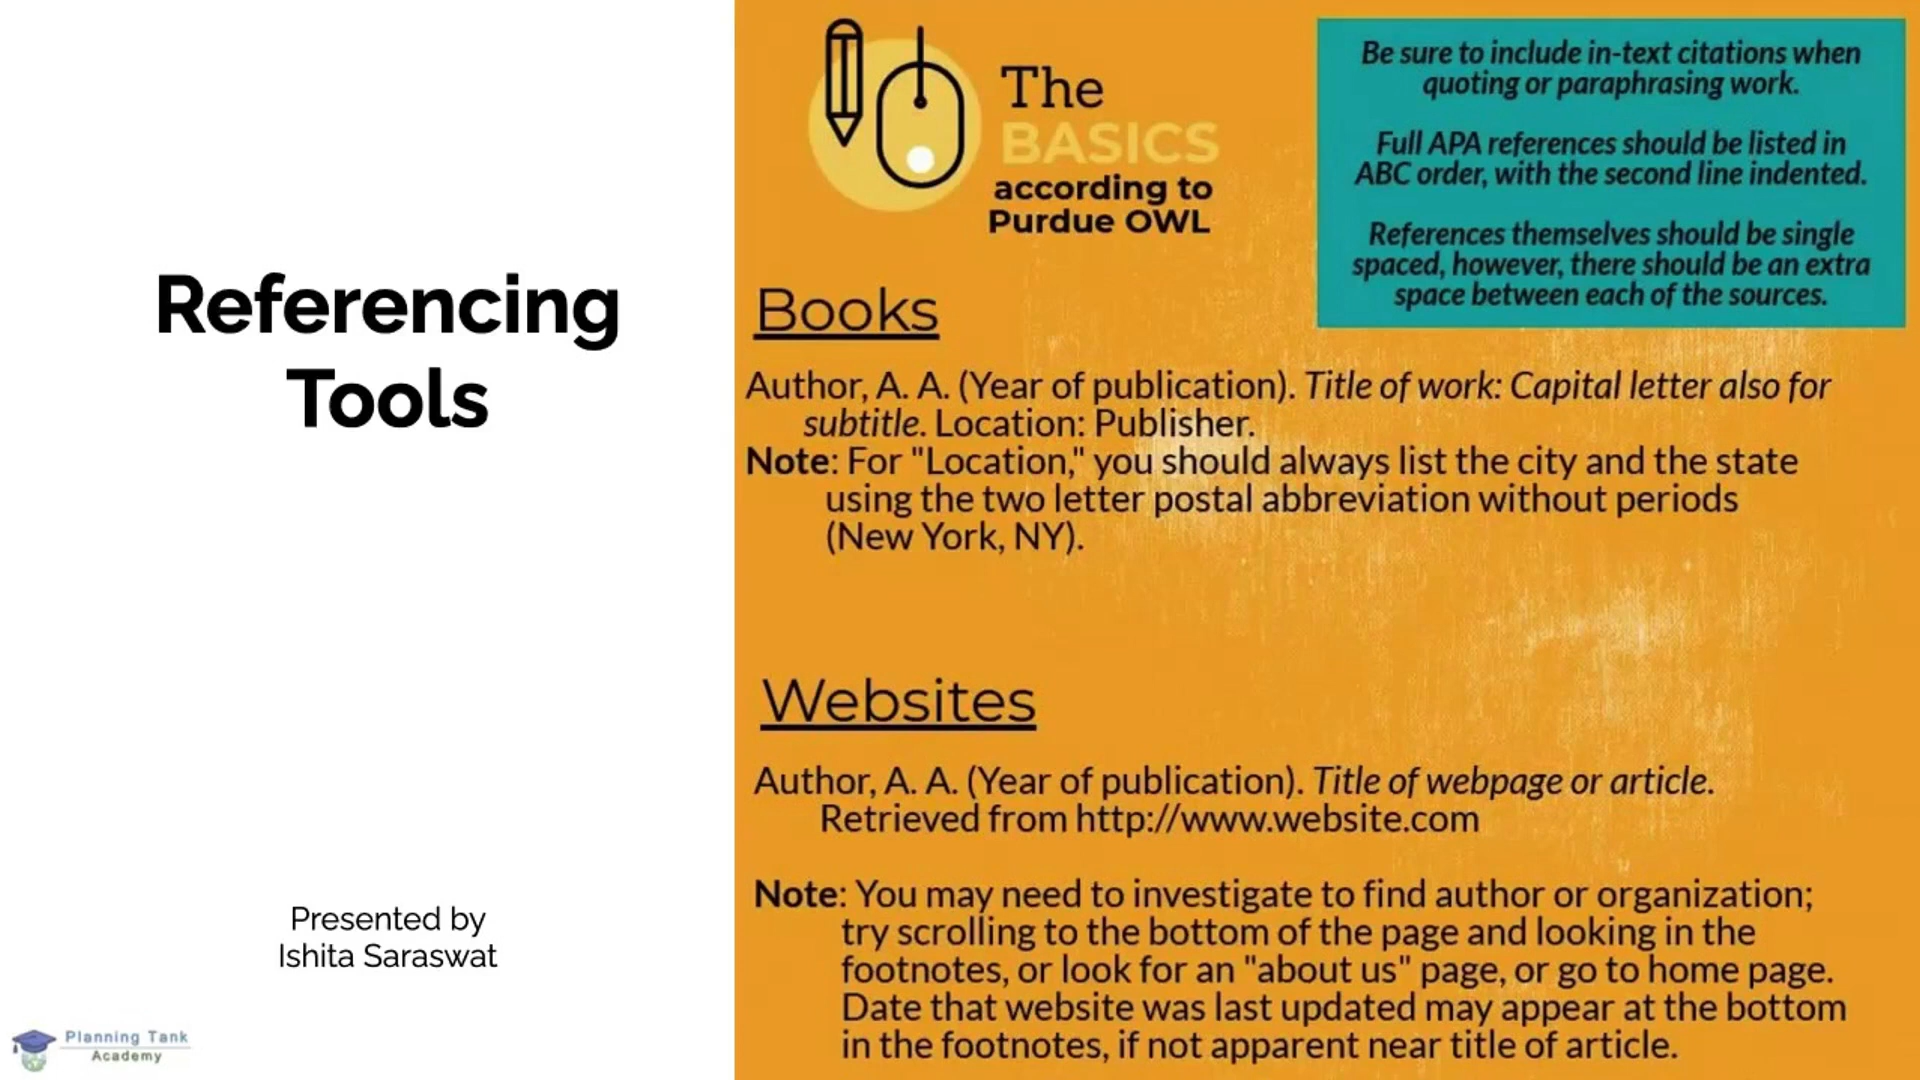 Referencing
Tools
Presented by
Ishita Saraswat
Planning Tank
Academy
The
BASICS
according to
Purdue OWL
Be sure to include in-text citations when
quoting or paraphrasing work.
Full APA references should be listed in
ABC order, with the second line indented.
References themselves should be single
spaced, however, there should be an extra
space between each of the sources.
Books
Author, A. A. (Year of publication). Title of work: Capital letter also for
subtitle. Location: Publisher.
Note: For "Location," you should always list the city and the state
using the two letter postal abbreviation without periods
(New York, NY).
Websites
Author, A. A. (Year of publication). Title of webpage or article.
Retrieved from http://www.website.com
Note: You may need to investigate to find author or organization;
try scrolling to the bottom of the page and looking in the
footnotes, or look for an "about us" page, or go to home page.
Date that website was last updated may appear at the bottom
in the footnotes, if not apparent near title of article.